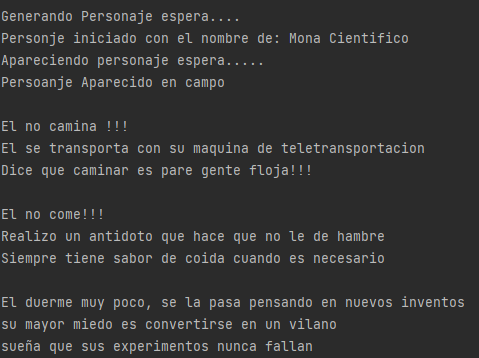 Generando Personaje espera....
Personje iniciado con el nombre de: Mona Cientifico
Apareciendo personaje espera.....
Persoanje Aparecido en campo
El no camina !!!
El se transporta con su maquina de teletransportacion
Dice que caminar es pare gente floja!!!
El no come!!!
Realizo un antidoto que hace que no le de hambre
Siempre tiene sabor de coida cuando es necesario
El duerme muy poco, se la pasa pensando en nuevos inventos
su mayor miedo es convertirse en un vilano
sueña que sus experimentos nunca fallan